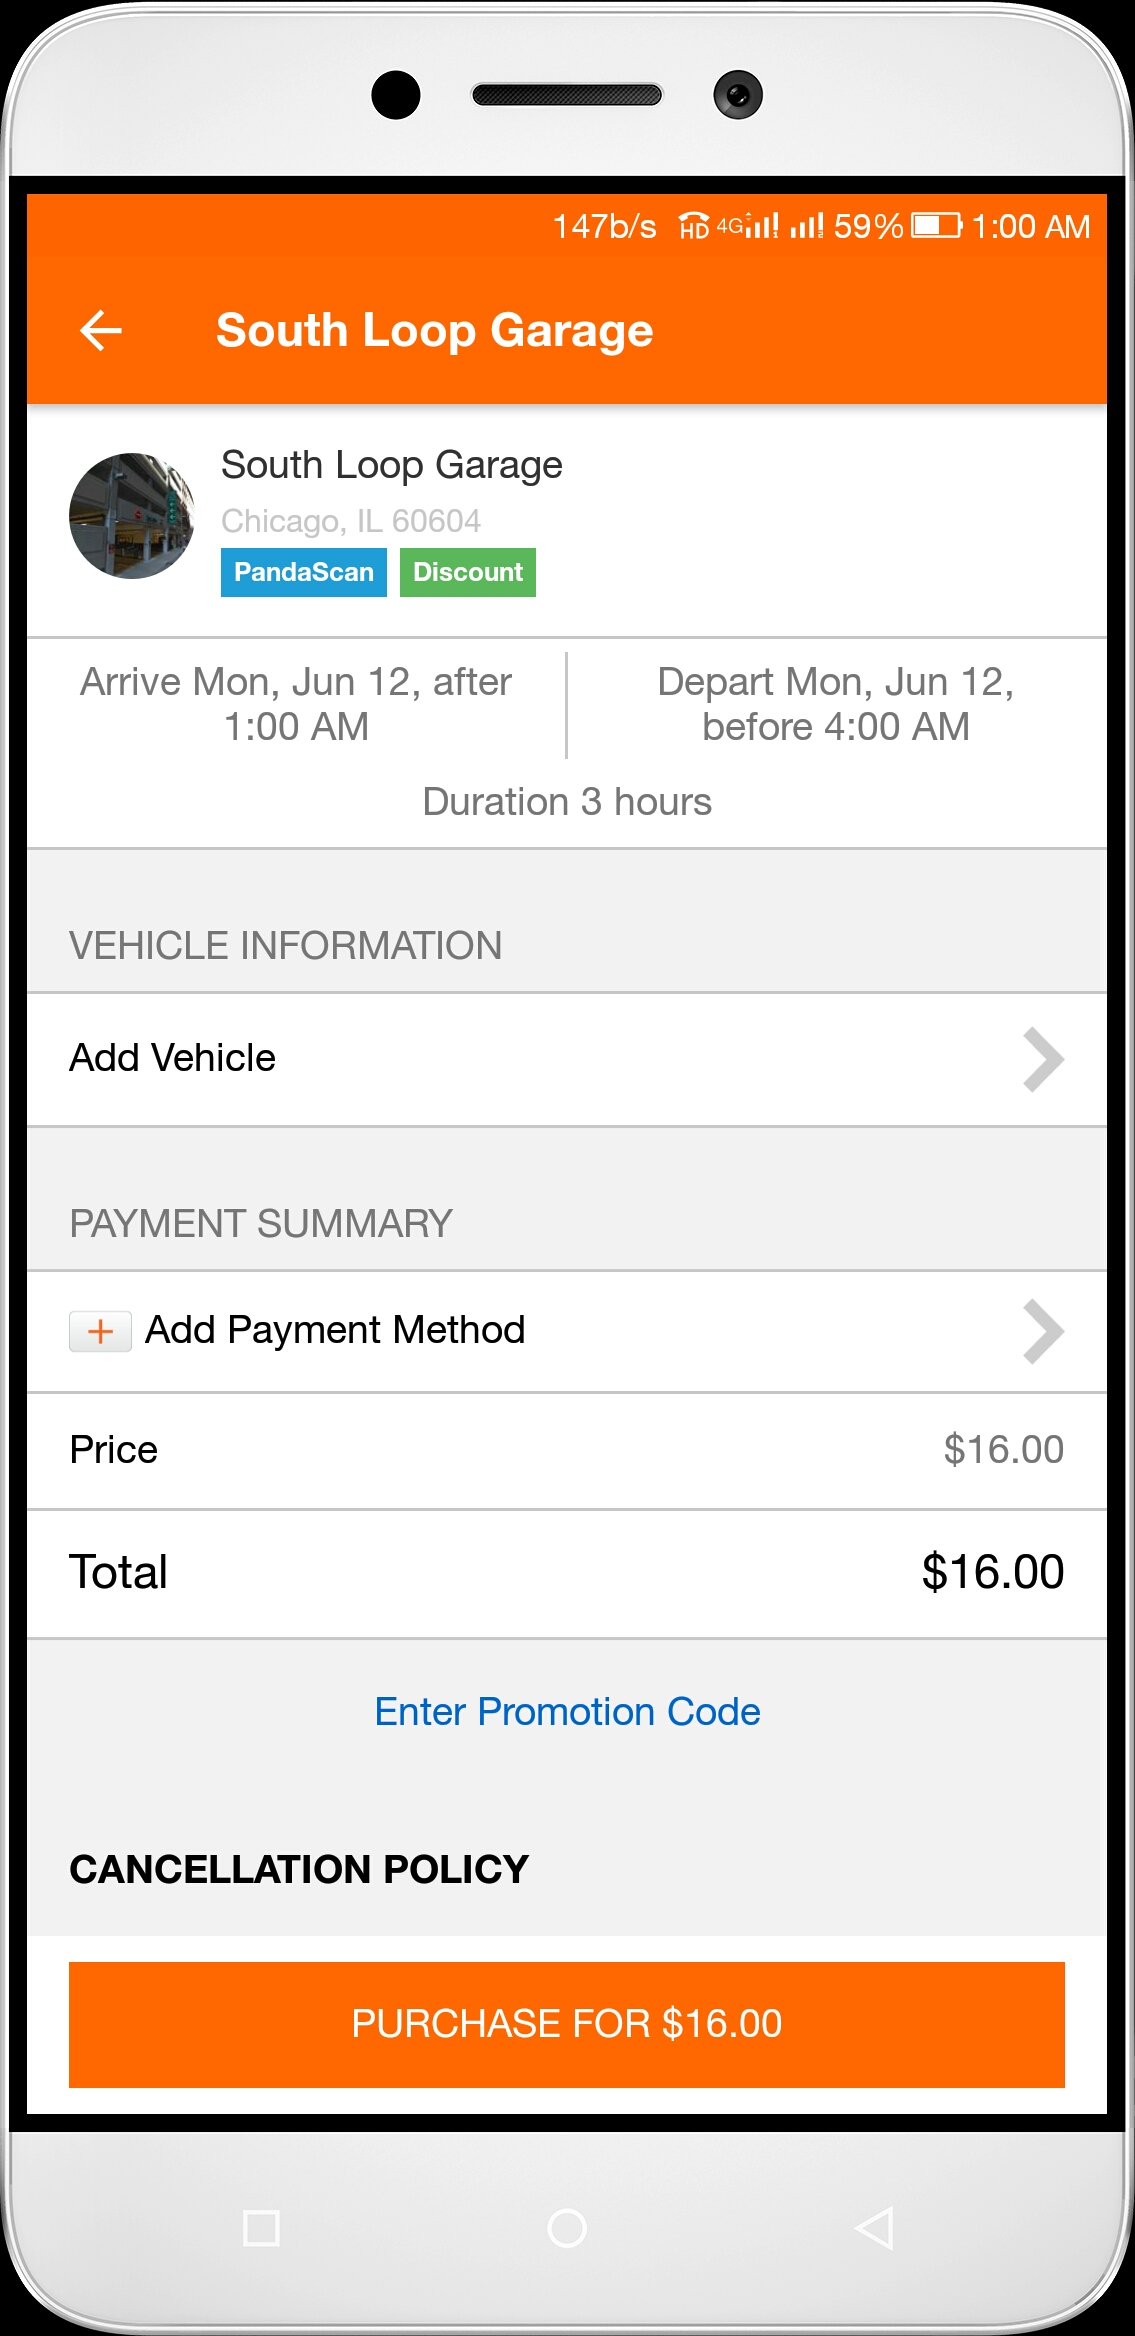 147b/s HD 4G 59% 1:00 AM
South Loop Garage
South Loop Garage
Chicago, IL 60604
PandaScan Discount
Arrive Mon, Jun 12, after
1:00 AM
Depart Mon, Jun 12,
before 4:00 AM
Duration 3 hours
VEHICLE INFORMATION
Add Vehicle
PAYMENT SUMMARY
Add Payment Method
Price $16.00
Total $16.00
Enter Promotion Code
CANCELLATION POLICY
PURCHASE FOR $16.00